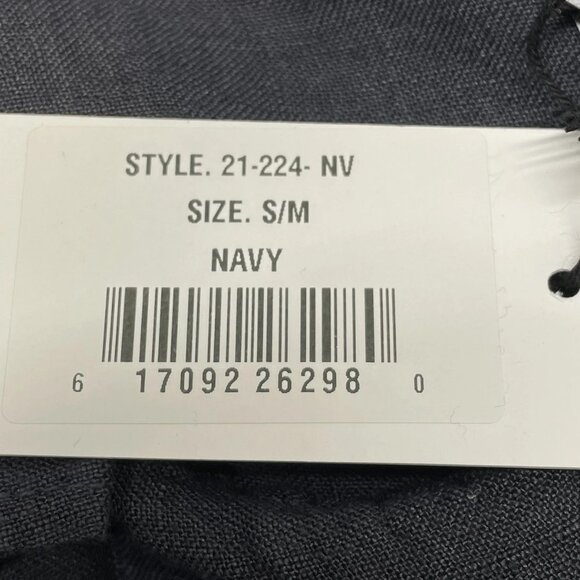 STYLE. 21-224- NV
SIZE. S/M
NAVY
6 17092 26298 0